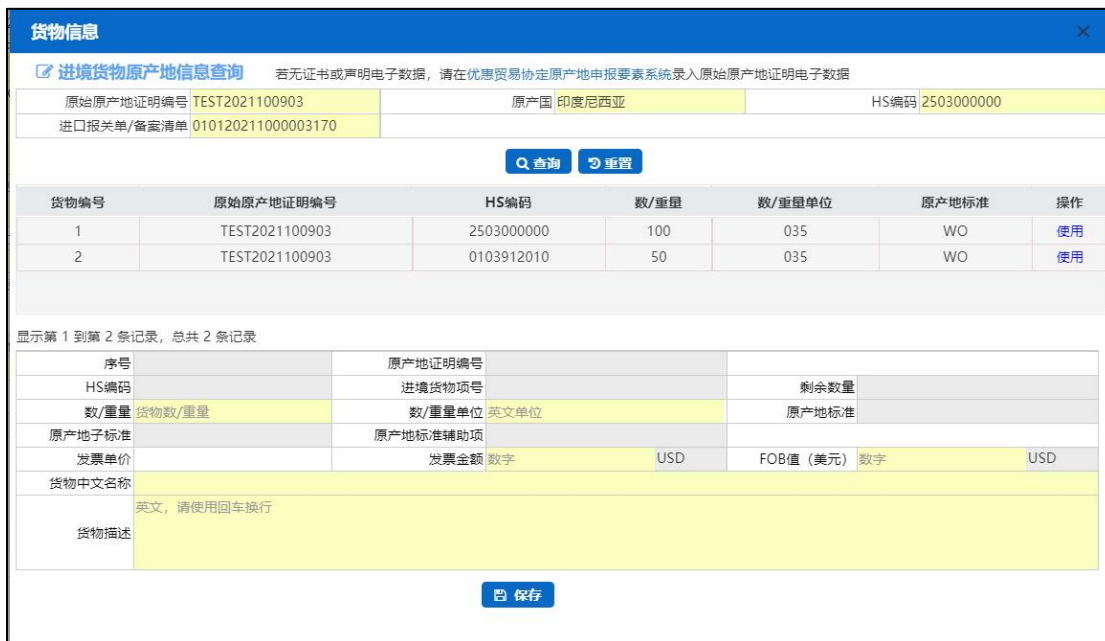 货物信息
进境货物原产地信息查询 若无证书或声明电子数据，请在优惠贸易协定原产地申报要素系统录入原始原产地证明电子数据
原始原产地证明编号 TEST2021100903 原产国 印度尼西亚 HS编码 2503000000
进口报关单/备案清单 010120211000003170
查询 重置
货物编号 原始原产地证明编号 HS编码 数/重量 数/重量单位 原产地标准 操作
1 TEST2021100903 2503000000 100 035 WO 使用
2 TEST2021100903 0103912010 50 035 WO 使用
显示第 1 到第 2 条记录，总共 2 条记录
序号 原产地证明编号
HS编码 进境货物项号 剩余数量
数/重量 货物数/重量 数/重量单位 英文单位 原产地标准
原产地子标准 原产地标准辅助项
发票单价 发票金额 数字 USD FOB值（美元） 数字 USD
货物中文名称
英文，请使用回车换行
货物描述
保存